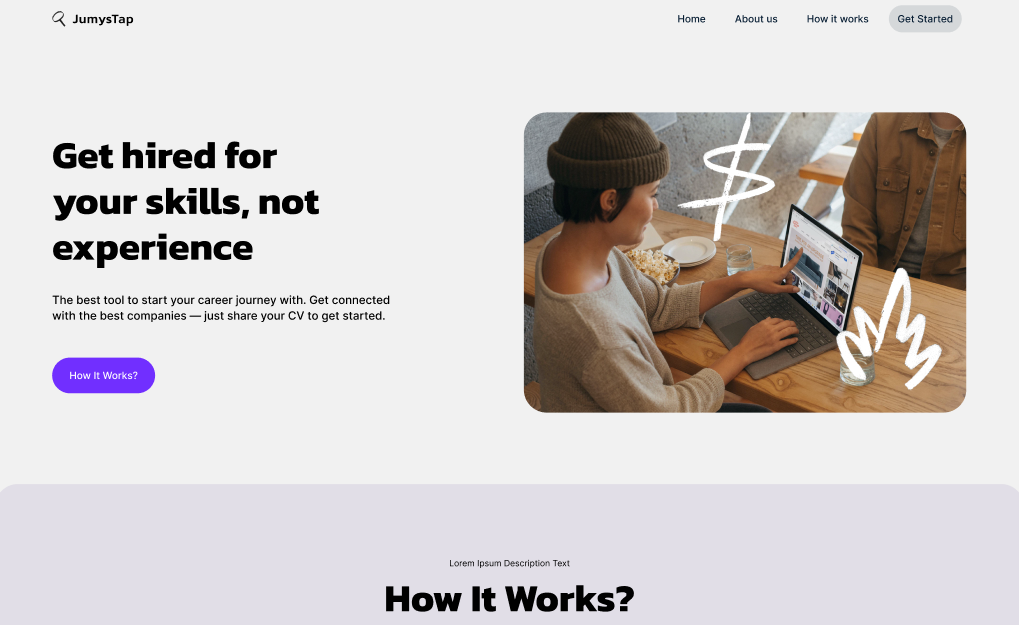 JumysTap
Home
About us
How it works
Get Started
Get hired for
your skills, not
experience
The best tool to start your career journey with. Get connected
with the best companies — just share your CV to get started.
How It Works?
$
Lorem Ipsum Description Text
How It Works?